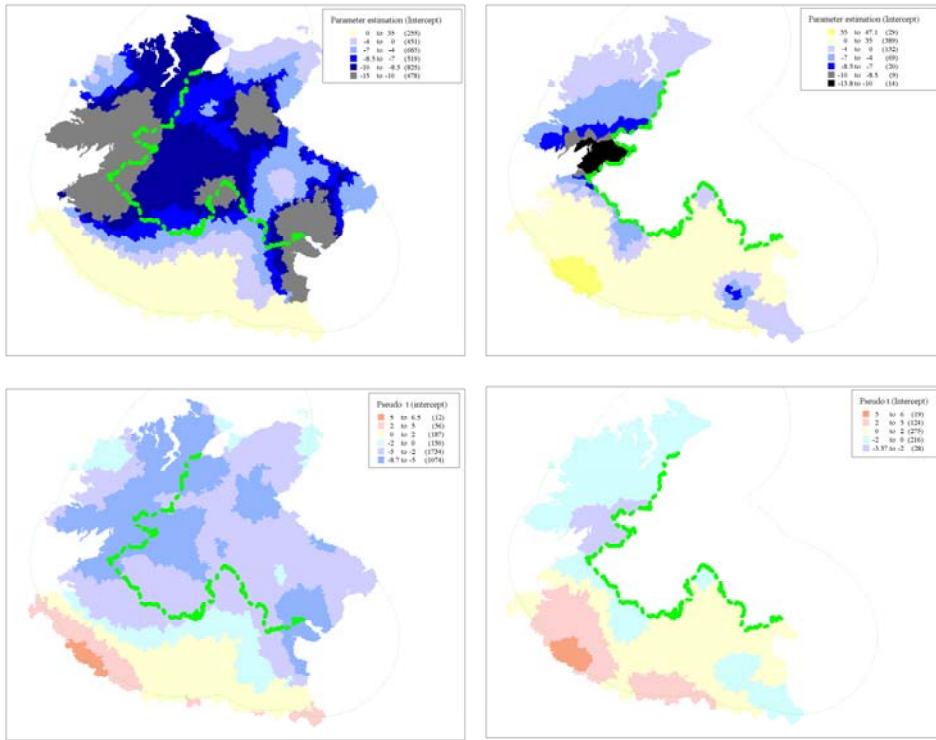 Parameter estimation (Intercept)
0 to 35 (255)
-4 to 0 (451)
-7 to -4 (665)
-8.5 to -7 (519)
-10 to -8.5 (825)
-15 to -10 (478)
Parameter estimation (Intercept)
35 to 47.1 (29)
0 to 35 (389)
-4 to 0 (132)
-7 to -4 (69)
-8.5 to -7 (20)
-10 to -8.5 (9)
-13.8 to -10 (14)
Pseudo t (intercept)
5 to 6.5 (12)
2 to 5 (56)
0 to 2 (187)
-2 to 0 (150)
-5 to -2 (1734)
-8.7 to -5 (1074)
Pseudo t (Intercept)
5 to 6 (19)
2 to 5 (124)
0 to 2 (275)
-2 to 0 (216)
-3.57 to -2 (28)